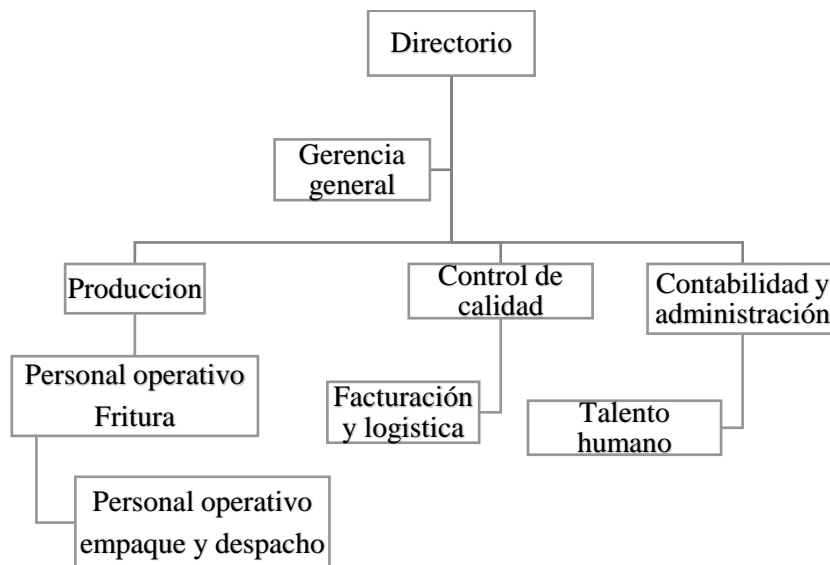 Directorio
Gerencia
general
Produccion
Control de
calidad
Contabilidad y
administración
Personal operativo
Fritura
Facturación
y logistica
Talento
humano
Personal operativo
empaque y despacho